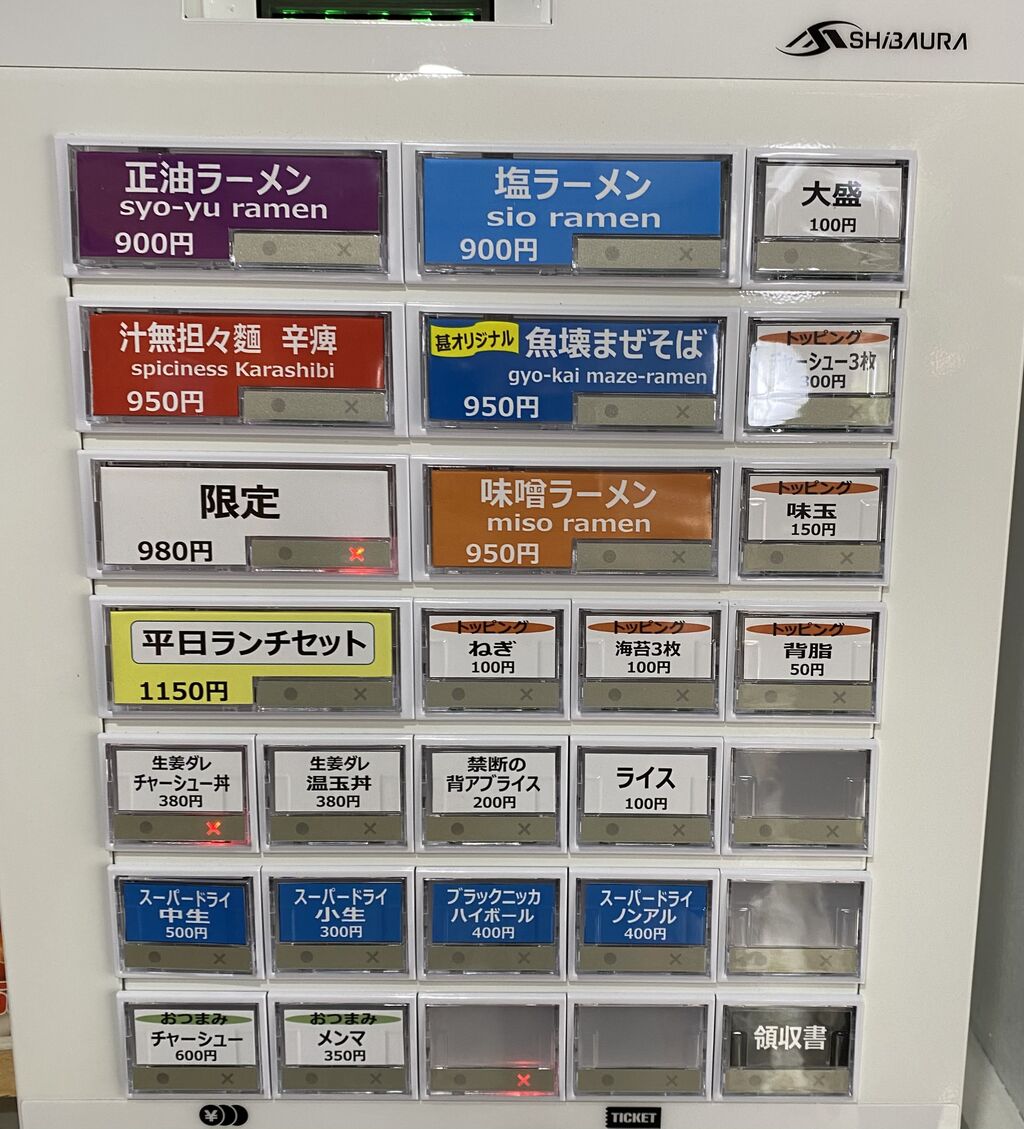 SHiBAURA
正油ラーメン
syo-yu ramen
900円
塩ラーメン
sio ramen
900円
大盛
100円
汁無担々麺 辛痺
spiciness Karashibi
950円
甚オリジナル
魚壊まぜそば
gyo-kai maze-ramen
950円
トッピング
チャーシュー3枚
300円
限定
980円
味噌ラーメン
miso ramen
950円
トッピング
味玉
150円
平日ランチセット
1150円
トッピング
ねぎ
100円
トッピング
海苔3枚
100円
トッピング
背脂
50円
生姜ダレ
チャーシュー丼
380円
生姜ダレ
温玉丼
380円
禁断の
背アブライス
200円
ライス
100円
スーパードライ
中生
500円
スーパードライ
小生
300円
ブラックニッカ
ハイボール
400円
スーパードライ
ノンアル
400円
おつまみ
チャーシュー
600円
おつまみ
メンマ
350円
領収書
¥
TICKET